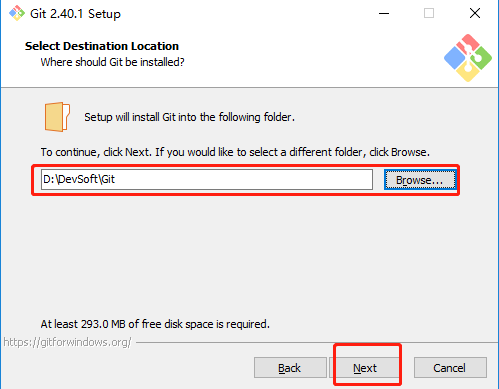 Git 2.40.1 Setup
Select Destination Location
Where should Git be installed?
Setup will install Git into the following folder.
To continue, click Next. If you would like to select a different folder, click Browse.
D:\DevSoft\Git
Browse...
At least 293.0 MB of free disk space is required.
https://gitforwindows.org/
Back
Next
Cancel